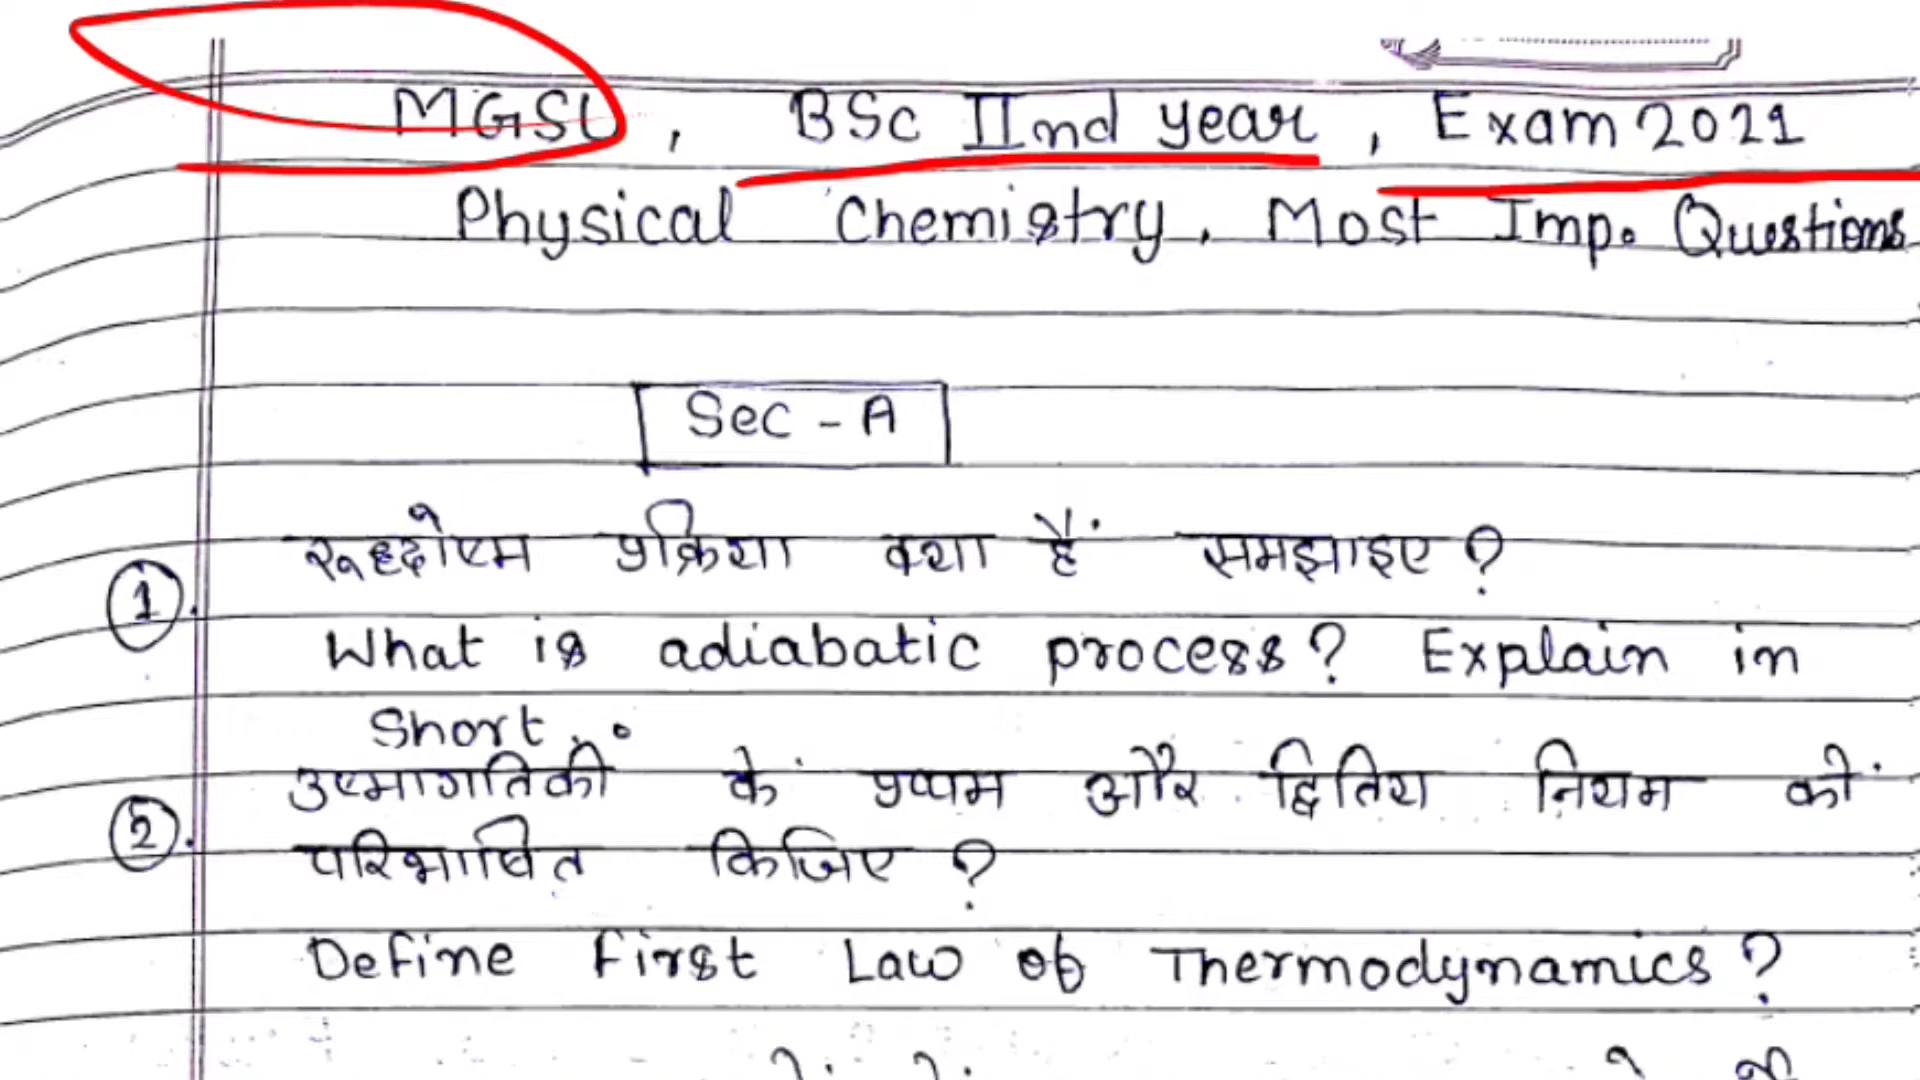 MGSU, BSc IInd year, Exam 2021
Physical Chemistry. Most Imp. Questions
Sec - A
प्रक्रिया क्या हैं समझाइए ?
1. What is adiabatic process? Explain in
Short.
उष्मागतिकी के प्रथम और द्वितिय नियम कों
2. परिभाषित किजिए ?
Define First Law of Thermodynamics?